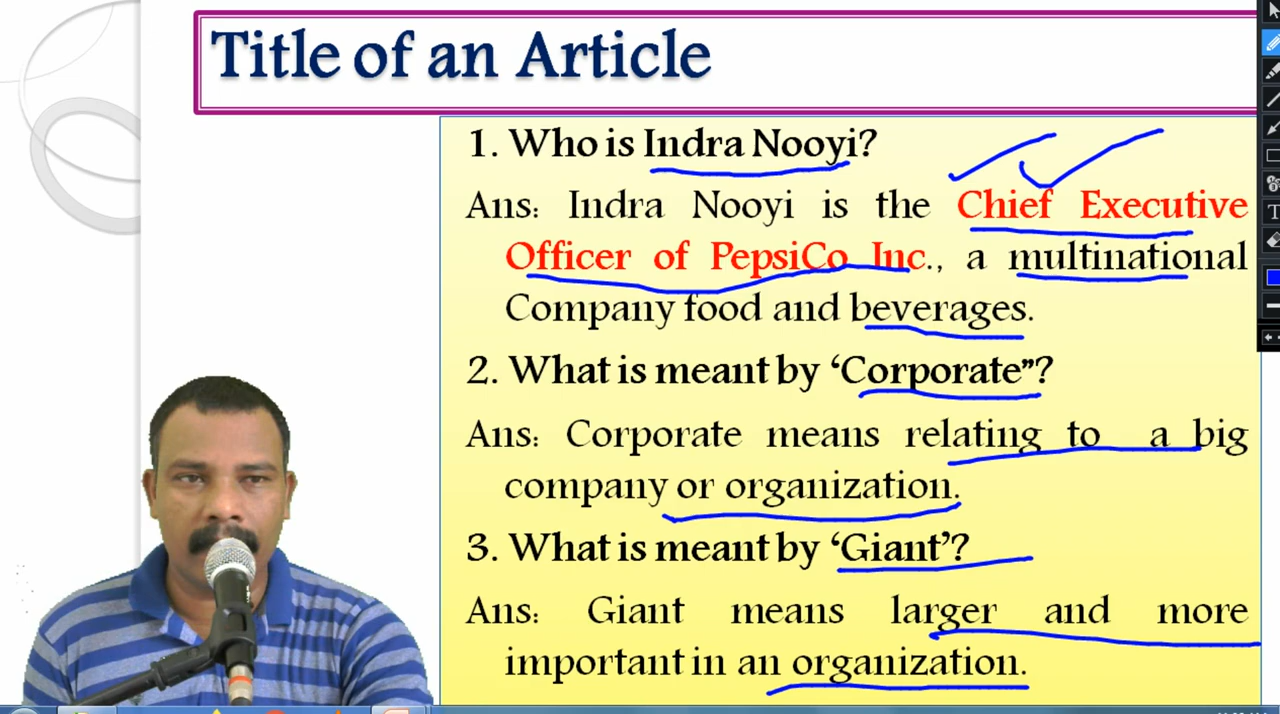 Title of an Article
1. Who is Indra Nooyi?
Ans: Indra Nooyi is the Chief Executive
Officer of PepsiCo Inc., a multinational
Company food and beverages.
2. What is meant by ‘Corporate”?
Ans: Corporate means relating to a big
company or organization.
3. What is meant by ‘Giant’?
Ans: Giant means larger and more
important in an organization.